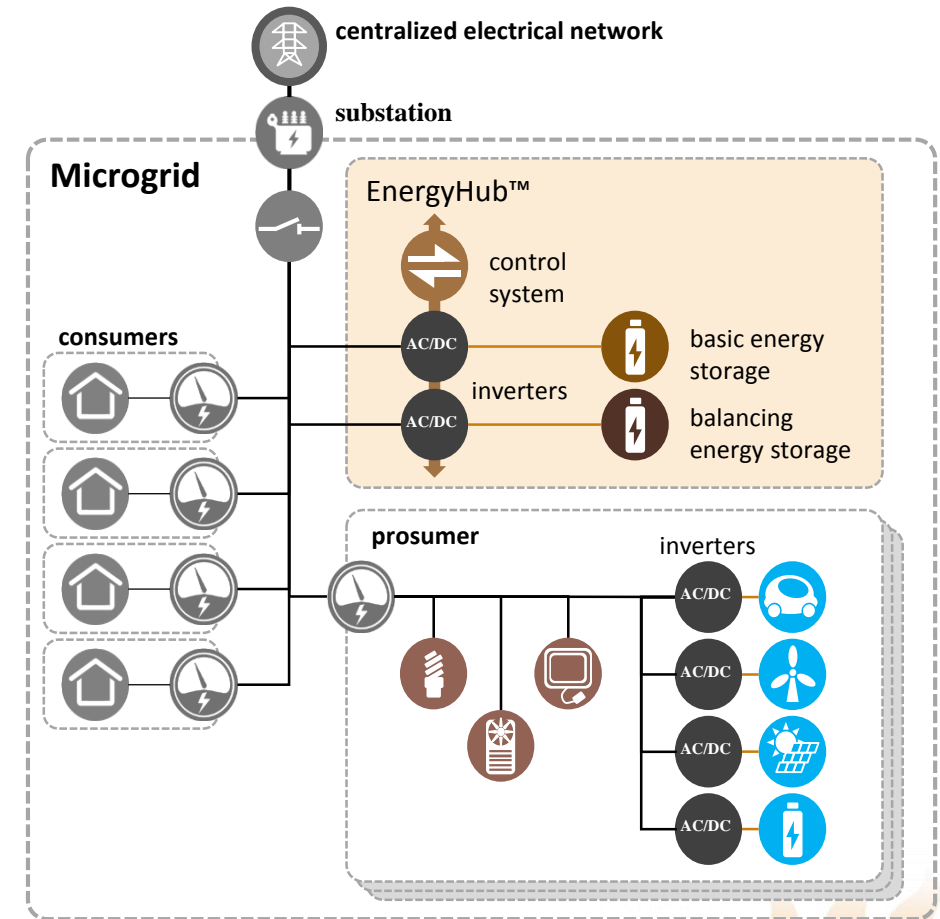 centralized electrical network
substation
Microgrid
EnergyHub™
control
system
consumers
AC/DC
basic energy
storage
inverters
AC/DC
balancing
energy storage
prosumer
inverters
AC/DC
AC/DC
AC/DC
AC/DC